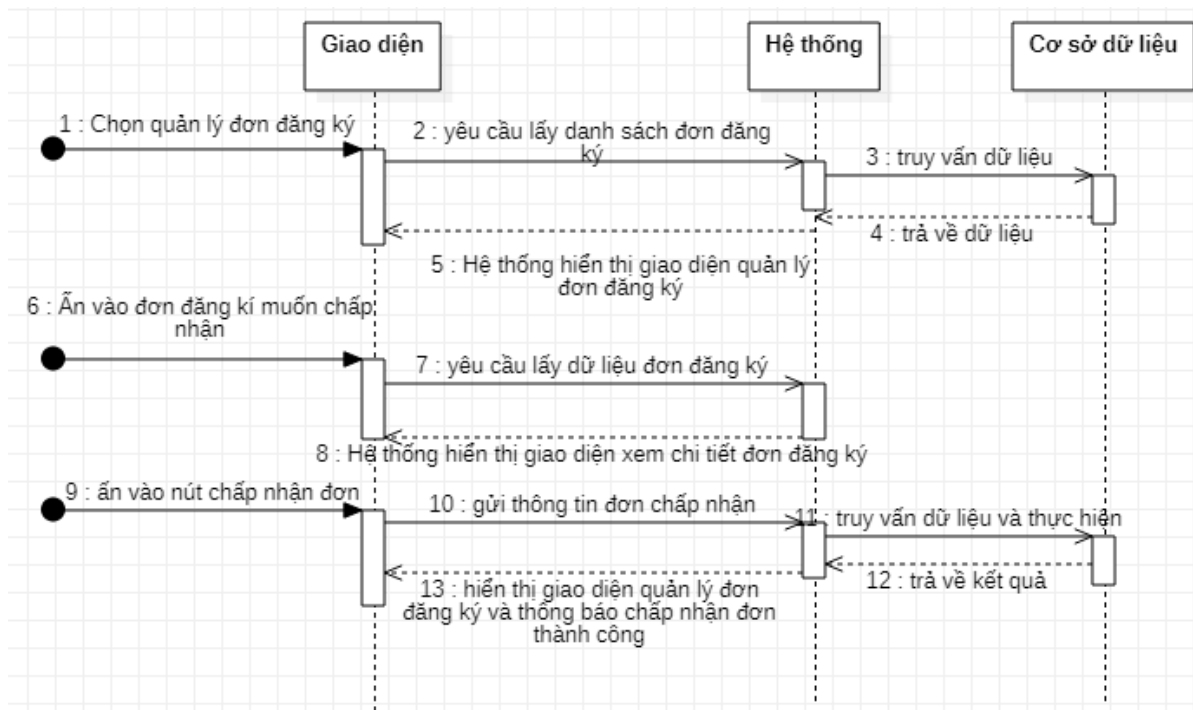 Giao diện
Hệ thống
Cơ sở dữ liệu
1 : Chọn quản lý đơn đăng ký
2 : yêu cầu lấy danh sách đơn đăng
ký
3 : truy vấn dữ liệu
4 : trả về dữ liệu
5 : Hệ thống hiển thị giao diện quản lý
đơn đăng ký
6 : Ấn vào đơn đăng kí muốn chấp
nhận
7 : yêu cầu lấy dữ liệu đơn đăng ký
8 : Hệ thống hiển thị giao diện xem chi tiết đơn đăng ký
9 : ấn vào nút chấp nhận đơn
10 : gửi thông tin đơn chấp nhận
11 : truy vấn dữ liệu và thực hiện
12 : trả về kết quả
13 : hiển thị giao diện quản lý đơn
đăng ký và thông báo chấp nhận đơn
thành công